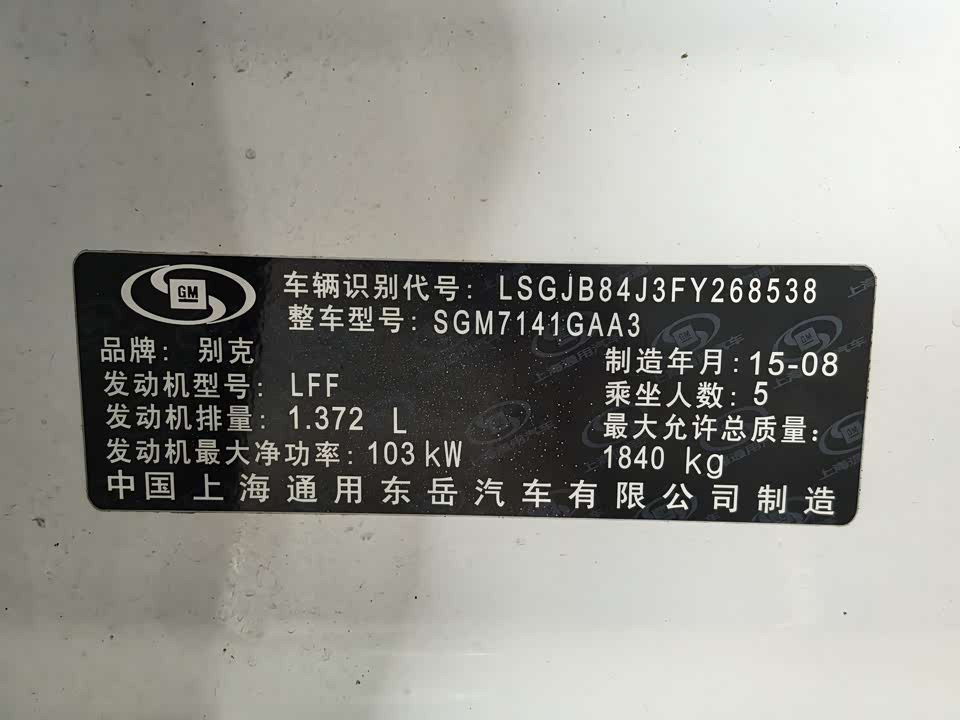 GM
车辆识别代号: LSGJB84J3FY268538
整车型号: SGM7141GAA3
品牌: 别克
制造年月: 15-08
发动机型号: LFF
乘坐人数: 5
发动机排量: 1.372 L
最大允许总质量:
发动机最大净功率: 103 kW
1840 kg
中国上海通用东岳汽车有限公司制造